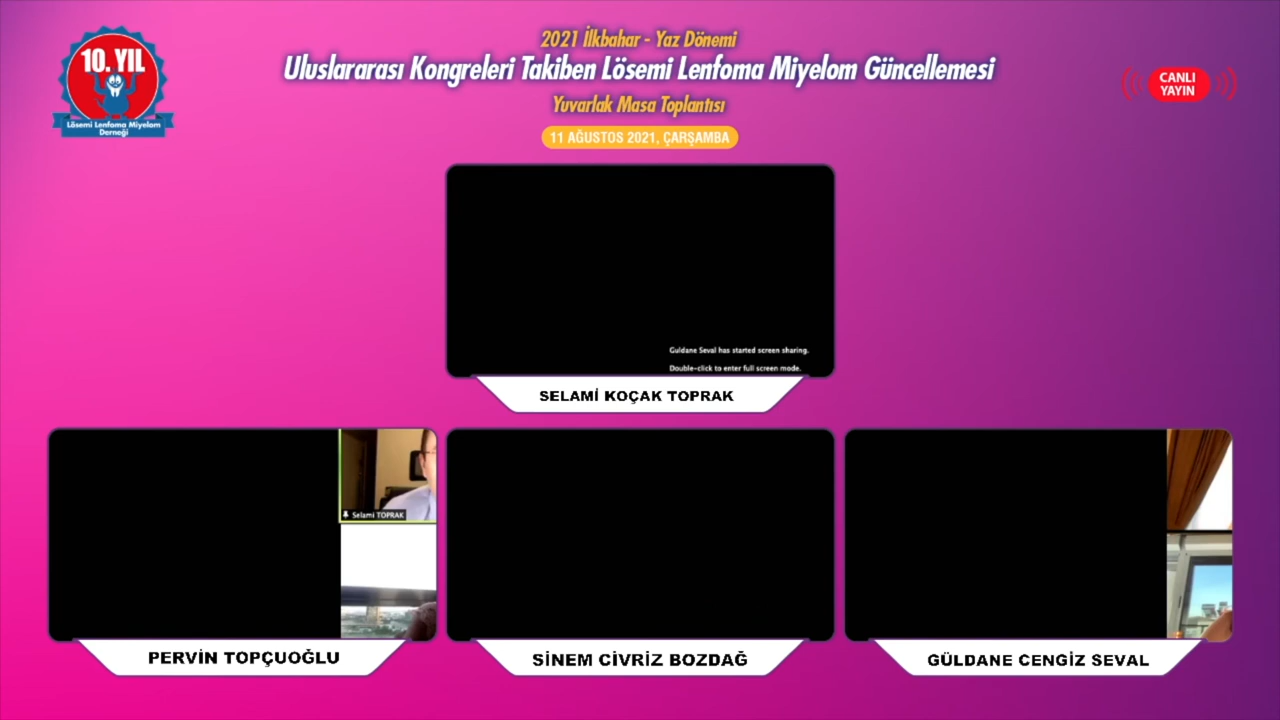 10. YIL
Lösemi Lenfoma Miyelom
Derneği
2021 İlkbahar - Yaz Dönemi
Uluslararası Kongreleri Takiben Lösemi Lenfoma Miyelom Güncellemesi
Yuvarlak Masa Toplantısı
11 AĞUSTOS 2021, ÇARŞAMBA
CANLI
YAYIN
Guldane Seval has started screen sharing.
Double-click to enter full screen mode.
SELAMİ KOÇAK TOPRAK
Selami TOPRAK
PERVİN TOPÇUOĞLU
SİNEM CİVRİZ BOZDAĞ
GÜLDANE CENGİZ SEVAL